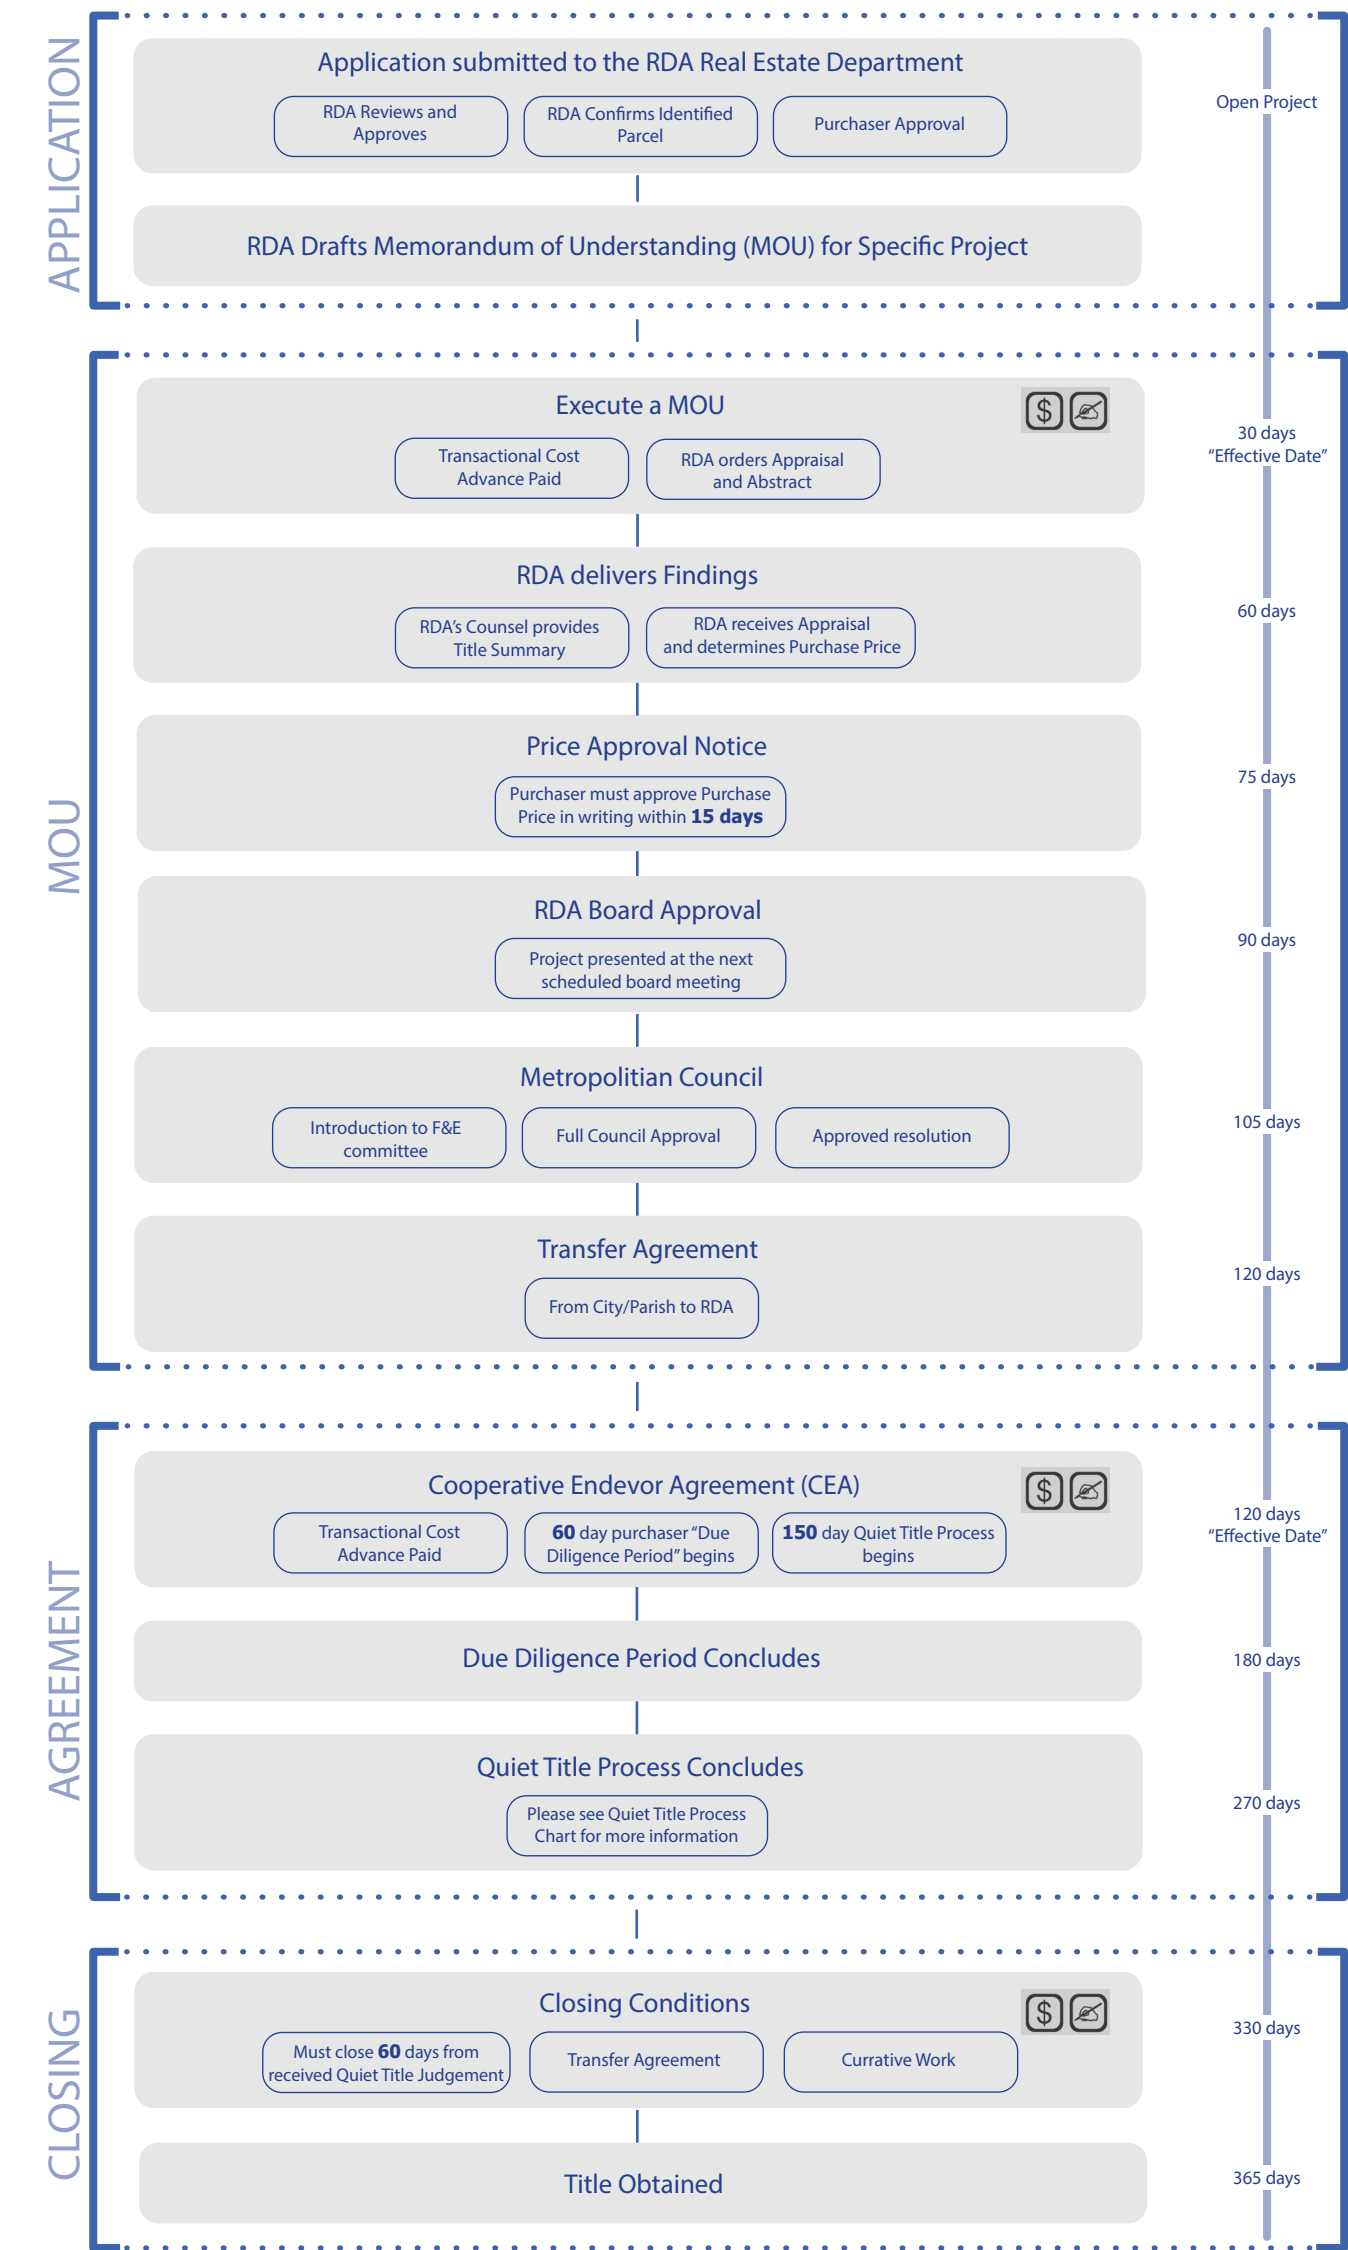 APPLICATION
Application submitted to the RDA Real Estate Department
RDA Reviews and
Approves
RDA Confirms Identified
Parcel
Purchaser Approval
Open Project
RDA Drafts Memorandum of Understanding (MOU) for Specific Project
MOU
Execute a MOU
$
Transactional Cost
Advance Paid
RDA orders Appraisal
and Abstract
30 days
“Effective Date”
RDA delivers Findings
RDA’s Counsel provides
Title Summary
RDA receives Appraisal
and determines Purchase Price
60 days
Price Approval Notice
Purchaser must approve Purchase
Price in writing within 15 days
75 days
RDA Board Approval
Project presented at the next
scheduled board meeting
90 days
Metropolitian Council
Introduction to F&E
committee
Full Council Approval
Approved resolution
105 days
Transfer Agreement
From City/Parish to RDA
120 days
AGREEMENT
Cooperative Endevor Agreement (CEA)
$
Transactional Cost
Advance Paid
60 day purchaser “Due
Diligence Period” begins
150 day Quiet Title Process
begins
120 days
“Effective Date”
Due Diligence Period Concludes
180 days
Quiet Title Process Concludes
Please see Quiet Title Process
Chart for more information
270 days
CLOSING
Closing Conditions
$
Must close 60 days from
received Quiet Title Judgement
Transfer Agreement
Currative Work
330 days
Title Obtained
365 days